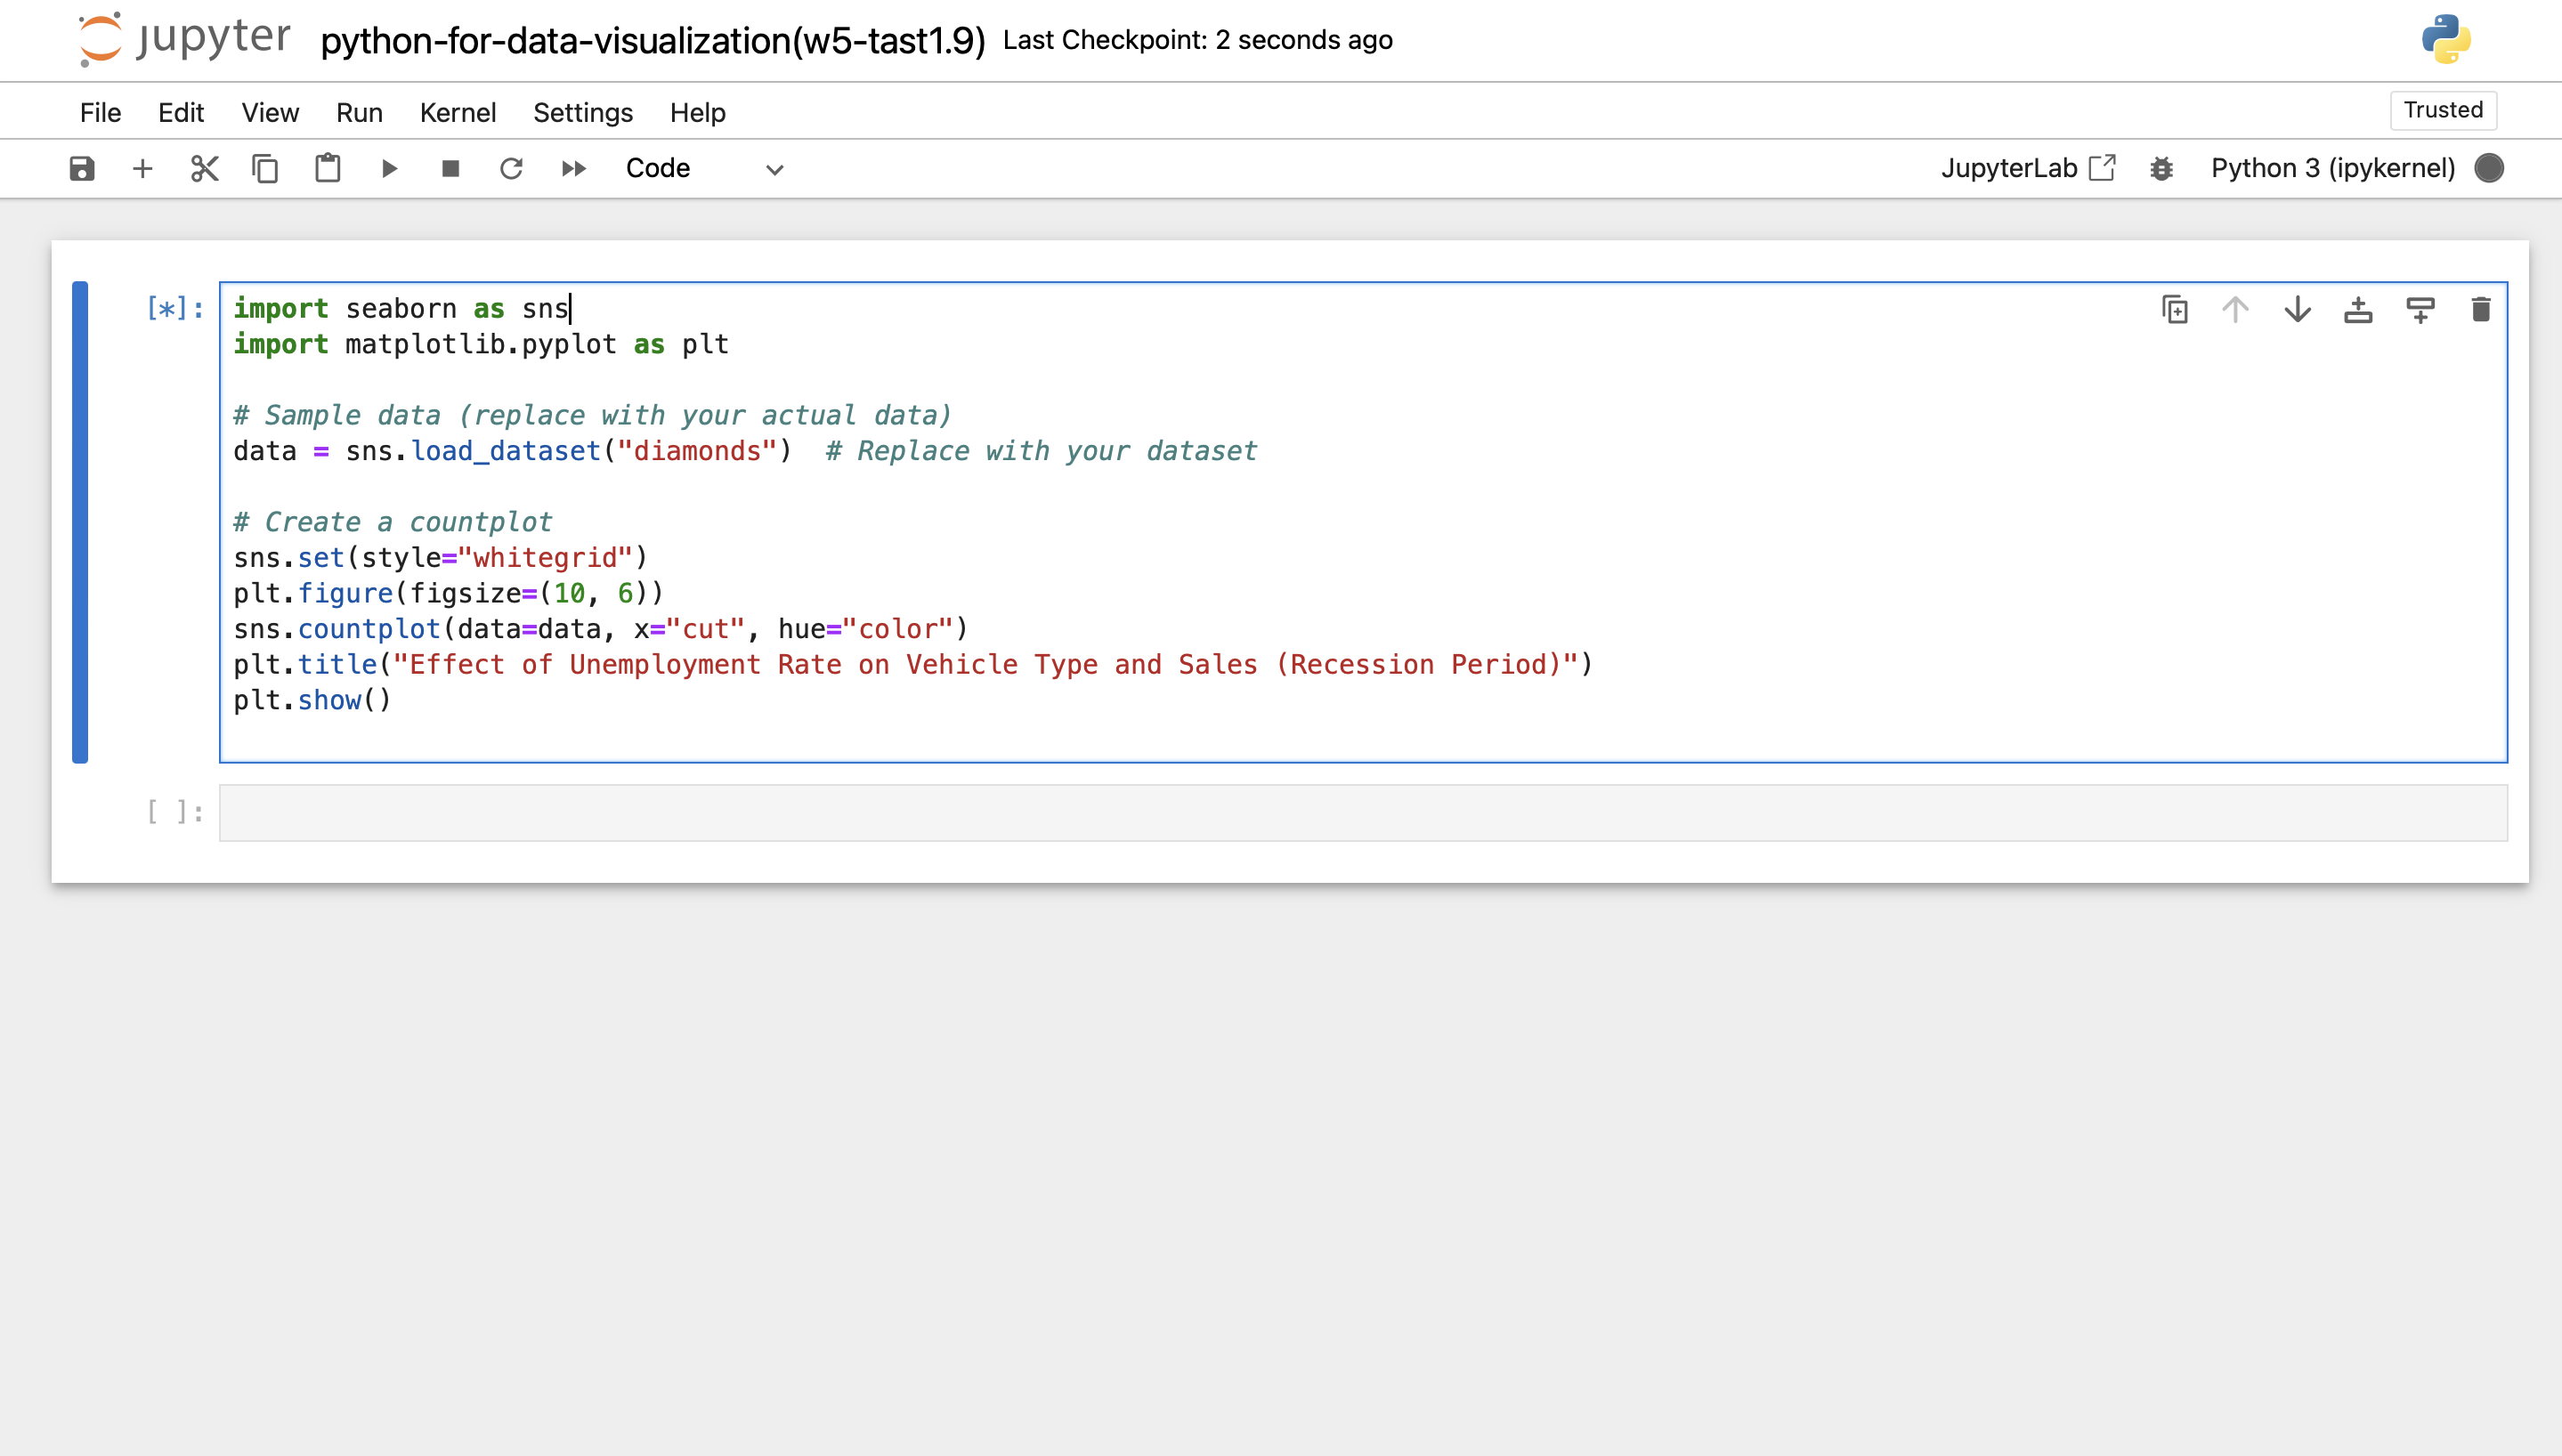 jupyter python-for-data-visualization(w5-tast1.9) Last Checkpoint: 2 seconds ago
File Edit View Run Kernel Settings Help Trusted
Code JupyterLab Python 3 (ipykernel)
[*]: import seaborn as sns
import matplotlib.pyplot as plt
# Sample data (replace with your actual data)
data = sns.load_dataset("diamonds")  # Replace with your dataset
# Create a countplot
sns.set(style="whitegrid")
plt.figure(figsize=(10, 6))
sns.countplot(data=data, x="cut", hue="color")
plt.title("Effect of Unemployment Rate on Vehicle Type and Sales (Recession Period)")
plt.show()
[ ]: